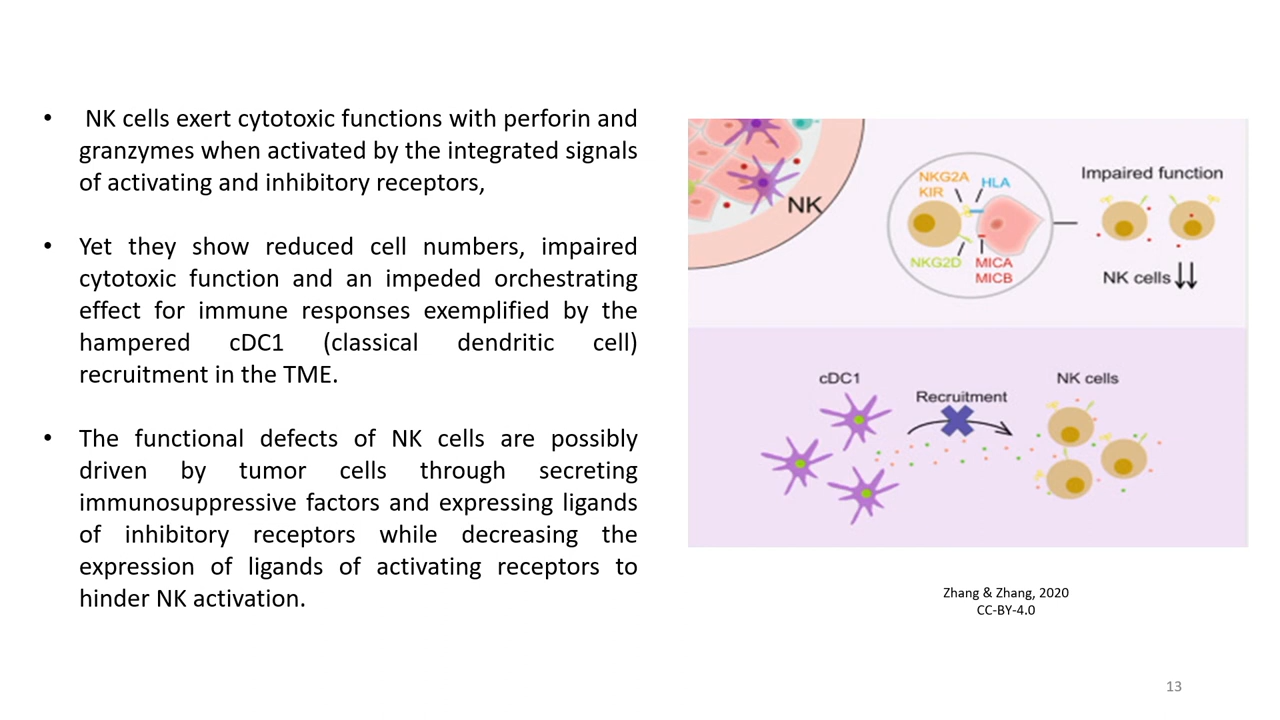 • NK cells exert cytotoxic functions with perforin and
granzymes when activated by the integrated signals
of activating and inhibitory receptors,
• Yet they show reduced cell numbers, impaired
cytotoxic function and an impeded orchestrating
effect for immune responses exemplified by the
hampered cDC1 (classical dendritic cell)
recruitment in the TME.
• The functional defects of NK cells are possibly
driven by tumor cells through secreting
immunosuppressive factors and expressing ligands
of inhibitory receptors while decreasing the
expression of ligands of activating receptors to
hinder NK activation.
NK
NKG2A
KIR
HLA
NKG2D
MICA
MICB
Impaired function
NK cells
cDC1
Recruitment
NK cells
Zhang & Zhang, 2020
CC-BY-4.0
13